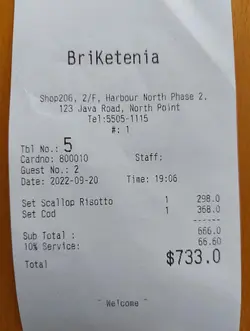 BriKetenia
Shop206, 2/F, Harbour North Phase 2,
123 Java Road, North Point
Tel:5505-1115
#: 1
Tbl No.: 5
Cardno: 800010 Staff:
Guest No.: 2
Date: 2022-09-20 Time: 19:06
Set Scallop Risotto 1 298.0
Set Cod 1 368.0
------
Sub Total : 666.0
10% Service: 66.60
Total $733.0
------
~ Welcome ~